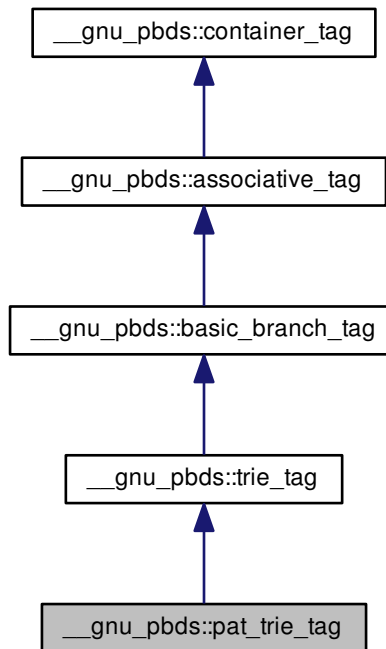 __gnu_pbds::container_tag
__gnu_pbds::associative_tag
__gnu_pbds::basic_branch_tag
__gnu_pbds::trie_tag
__gnu_pbds::pat_trie_tag